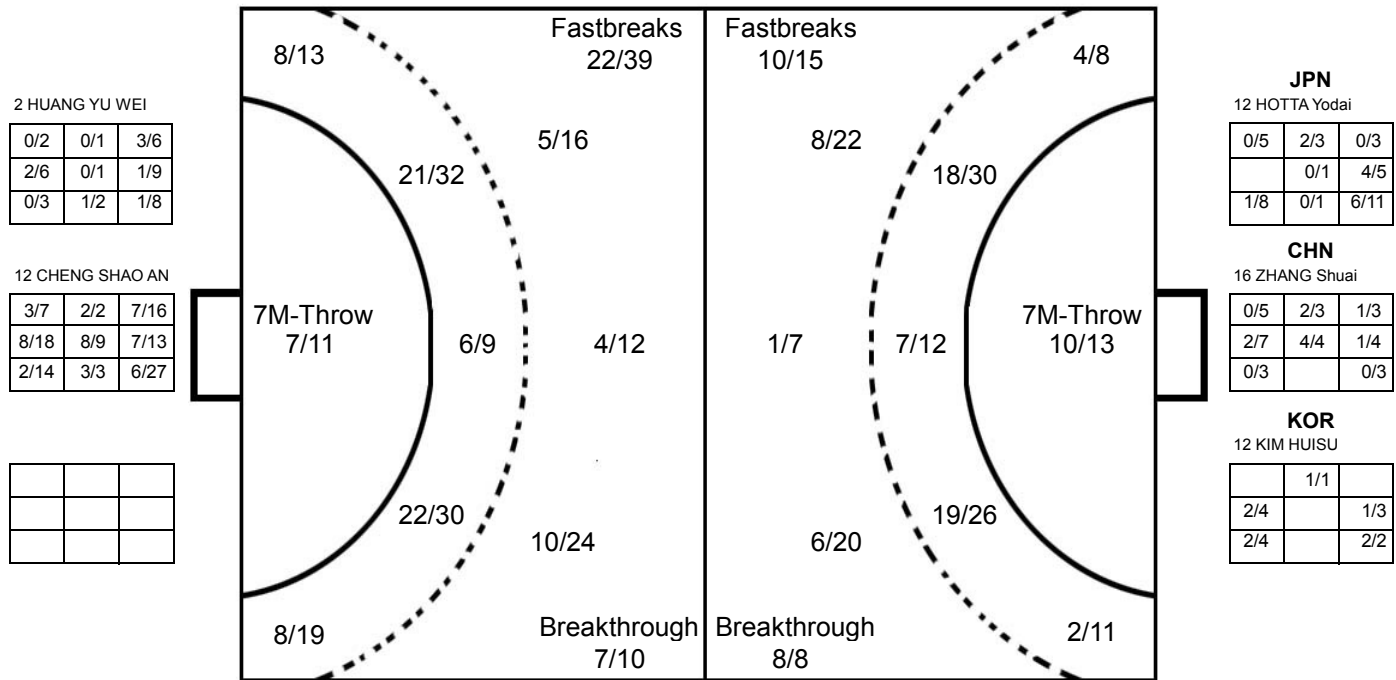 Fastbreaks
22/39
Fastbreaks
10/15
8/13
4/8
5/16
8/22
21/32
18/30
7M-Throw
7/11
6/9
4/12
1/7
7/12
7M-Throw
10/13
22/30
19/26
10/24
6/20
8/19
2/11
Breakthrough
7/10
Breakthrough
8/8
2 HUANG YU WEI
0/2 0/1 3/6
2/6 0/1 1/9
0/3 1/2 1/8
12 CHENG SHAO AN
3/7 2/2 7/16
8/18 8/9 7/13
2/14 3/3 6/27
JPN
12 HOTTA Yodai
0/5 2/3 0/3
0/1 4/5
1/8 0/1 6/11
CHN
16 ZHANG Shuai
0/5 2/3 1/3
2/7 4/4 1/4
0/3 0/3
KOR
12 KIM HUISU
1/1
2/4 1/3
2/4 2/2